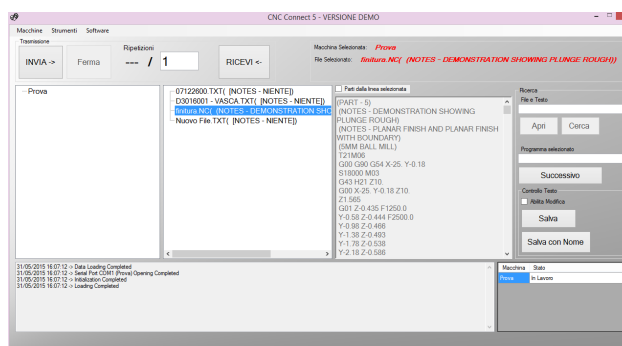 CNC Connect 5 - VERSIONE DEMO
Macchine Strumenti Software
Trasmissione
INVIA ->
Ferma
Ripetizioni
--- / 1
RICEVI <-
Macchina Selezionata: Prova
File Selezionato: finitura.NC( (NOTES - DEMONSTRATION SHOWING PLUNGE ROUGH))
Prova
07122600.TXT( [NOTES - NIENTE])
D3016001 - VASCA.TXT( [NOTES - NIENTE])
finitura.NC( (NOTES - DEMONSTRATION SHO
Nuovo File.TXT( [NOTES - NIENTE])
Parti dalla linea selezionata
(PART - 5)
(NOTES - DEMONSTRATION SHOWING
PLUNGE ROUGH)
(NOTES - PLANAR FINISH AND PLANAR FINISH
WITH BOUNDARY)
(5MM BALL MILL)
T21M06
G00 G90 G54 X-25. Y-0.18
S18000 M03
G43 H21 Z10.
G00 X-25. Y-0.18 Z10.
Z1.565
G01 Z-0.435 F1250.0
Y-0.58 Z-0.444 F2500.0
Y-0.98 Z-0.466
Y-1.38 Z-0.493
Y-1.78 Z-0.538
Y-2.18 Z-0.586
Ricerca
File e Testo
Apri
Cerca
Programma selezionato
Successivo
Controllo Testo
Abilita Modifica
Salva
Salva con Nome
31/05/2015 16:07:12 -> Data Loading Completed
31/05/2015 16:07:12 -> Serial Port COM1 (Prova) Opening Completed
31/05/2015 16:07:12 -> Initialization Completed
31/05/2015 16:07:12 -> Loading Completed
Macchina Stato
Prova In Lavoro